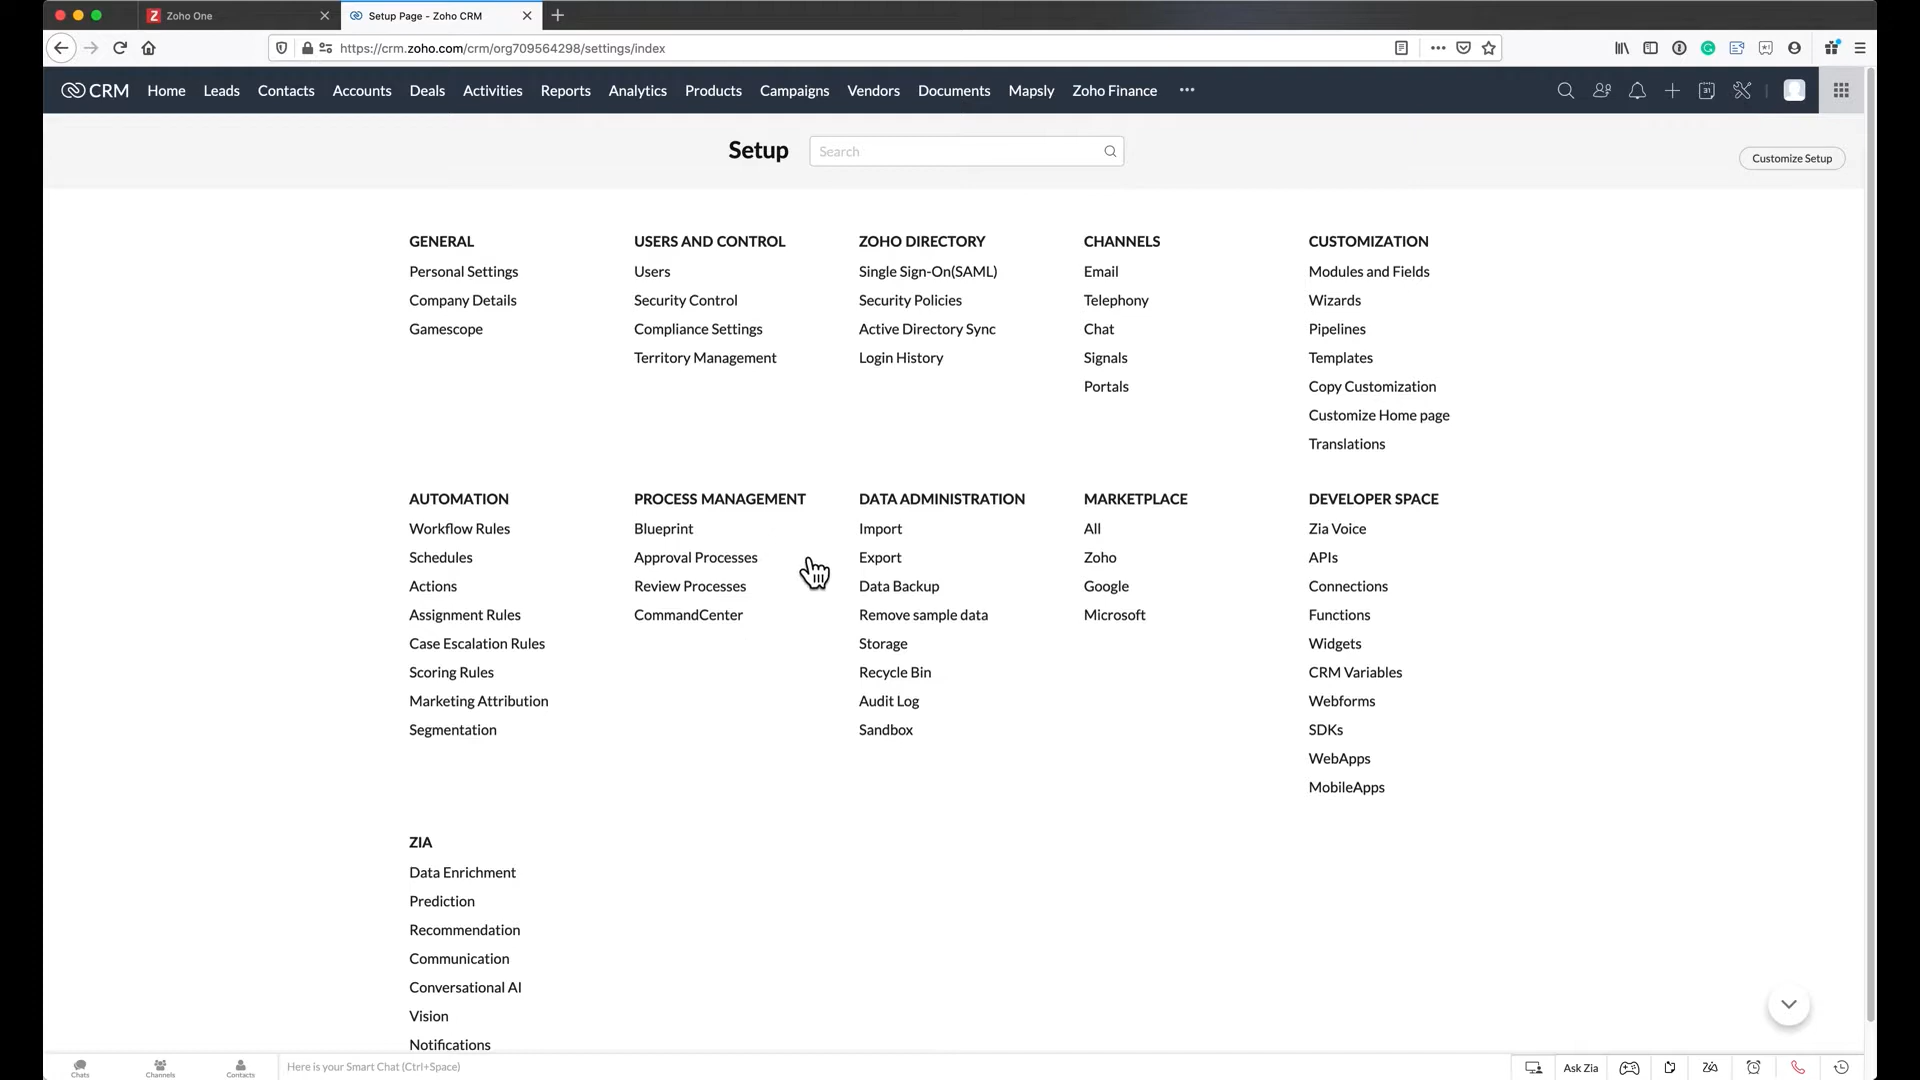 Zoho One
Setup Page - Zoho CRM
https://crm.zoho.com/crm/org709564298/settings/index
CRM Home Leads Contacts Accounts Deals Activities Reports Analytics Products Campaigns Vendors Documents Mapsly Zoho Finance
31
Setup
Search
Customize Setup
GENERAL
Personal Settings
Company Details
Gamescope
USERS AND CONTROL
Users
Security Control
Compliance Settings
Territory Management
ZOHO DIRECTORY
Single Sign-On(SAML)
Security Policies
Active Directory Sync
Login History
CHANNELS
Email
Telephony
Chat
Signals
Portals
CUSTOMIZATION
Modules and Fields
Wizards
Pipelines
Templates
Copy Customization
Customize Home page
Translations
AUTOMATION
Workflow Rules
Schedules
Actions
Assignment Rules
Case Escalation Rules
Scoring Rules
Marketing Attribution
Segmentation
PROCESS MANAGEMENT
Blueprint
Approval Processes
Review Processes
CommandCenter
DATA ADMINISTRATION
Import
Export
Data Backup
Remove sample data
Storage
Recycle Bin
Audit Log
Sandbox
MARKETPLACE
All
Zoho
Google
Microsoft
DEVELOPER SPACE
Zia Voice
APIs
Connections
Functions
Widgets
CRM Variables
Webforms
SDKs
WebApps
MobileApps
ZIA
Data Enrichment
Prediction
Recommendation
Communication
Conversational AI
Vision
Notifications
Chats
Channels
Contacts
Here is your Smart Chat (Ctrl+Space)
Ask Zia